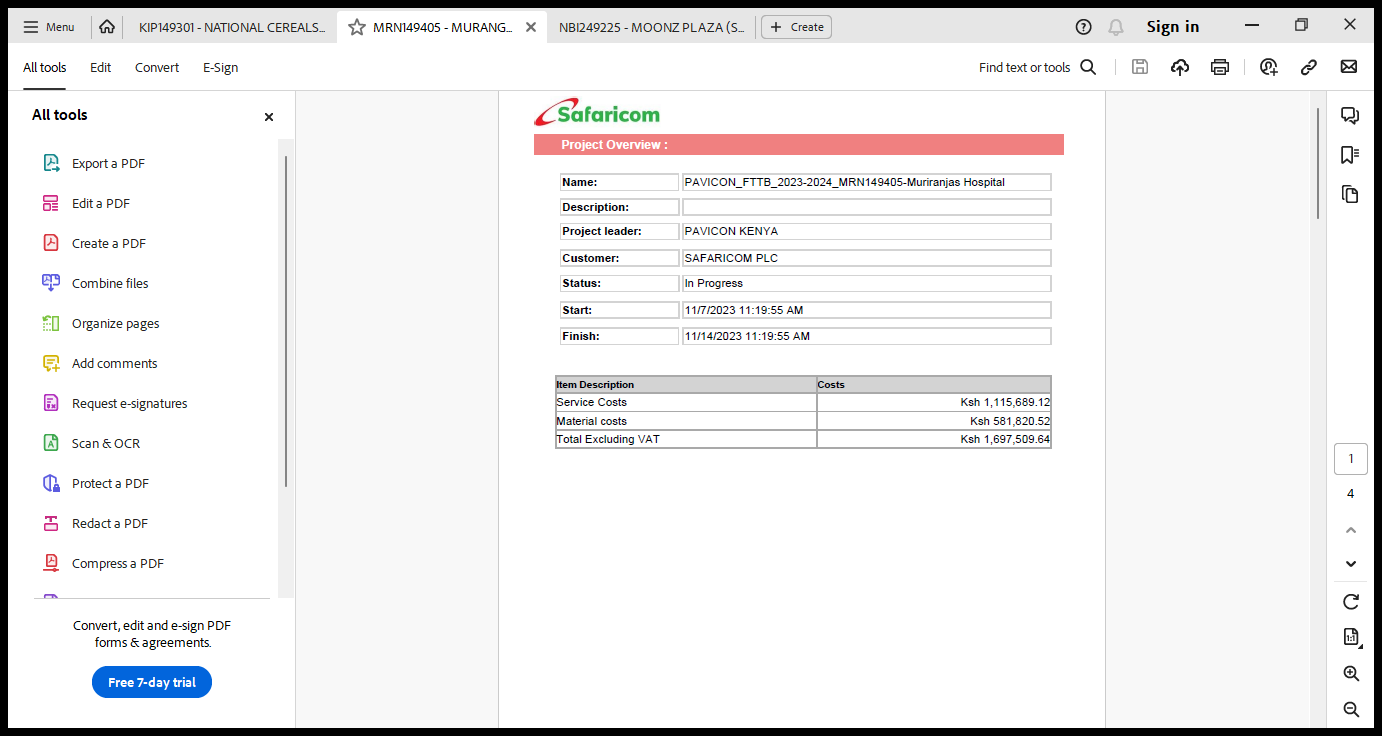 Menu
KIP149301 - NATIONAL CEREALS...
MRN149405 - MURANG...
NBI249225 - MOONZ PLAZA (S...
+ Create
Sign in
All tools
Edit
Convert
E-Sign
Find text or tools
All tools
Export a PDF
Edit a PDF
Create a PDF
Combine files
Organize pages
Add comments
Request e-signatures
Scan & OCR
Protect a PDF
Redact a PDF
Compress a PDF
Convert, edit and e-sign PDF
forms & agreements.
Free 7-day trial
Safaricom
Project Overview :
Name: PAVICON_FTTB_2023-2024_MRN149405-Muriranjas Hospital
Description:
Project leader: PAVICON KENYA
Customer: SAFARICOM PLC
Status: In Progress
Start: 11/7/2023 11:19:55 AM
Finish: 11/14/2023 11:19:55 AM
Item Description Costs
Service Costs Ksh 1,115,689.12
Material costs Ksh 581,820.52
Total Excluding VAT Ksh 1,697,509.64
1
4
1:1